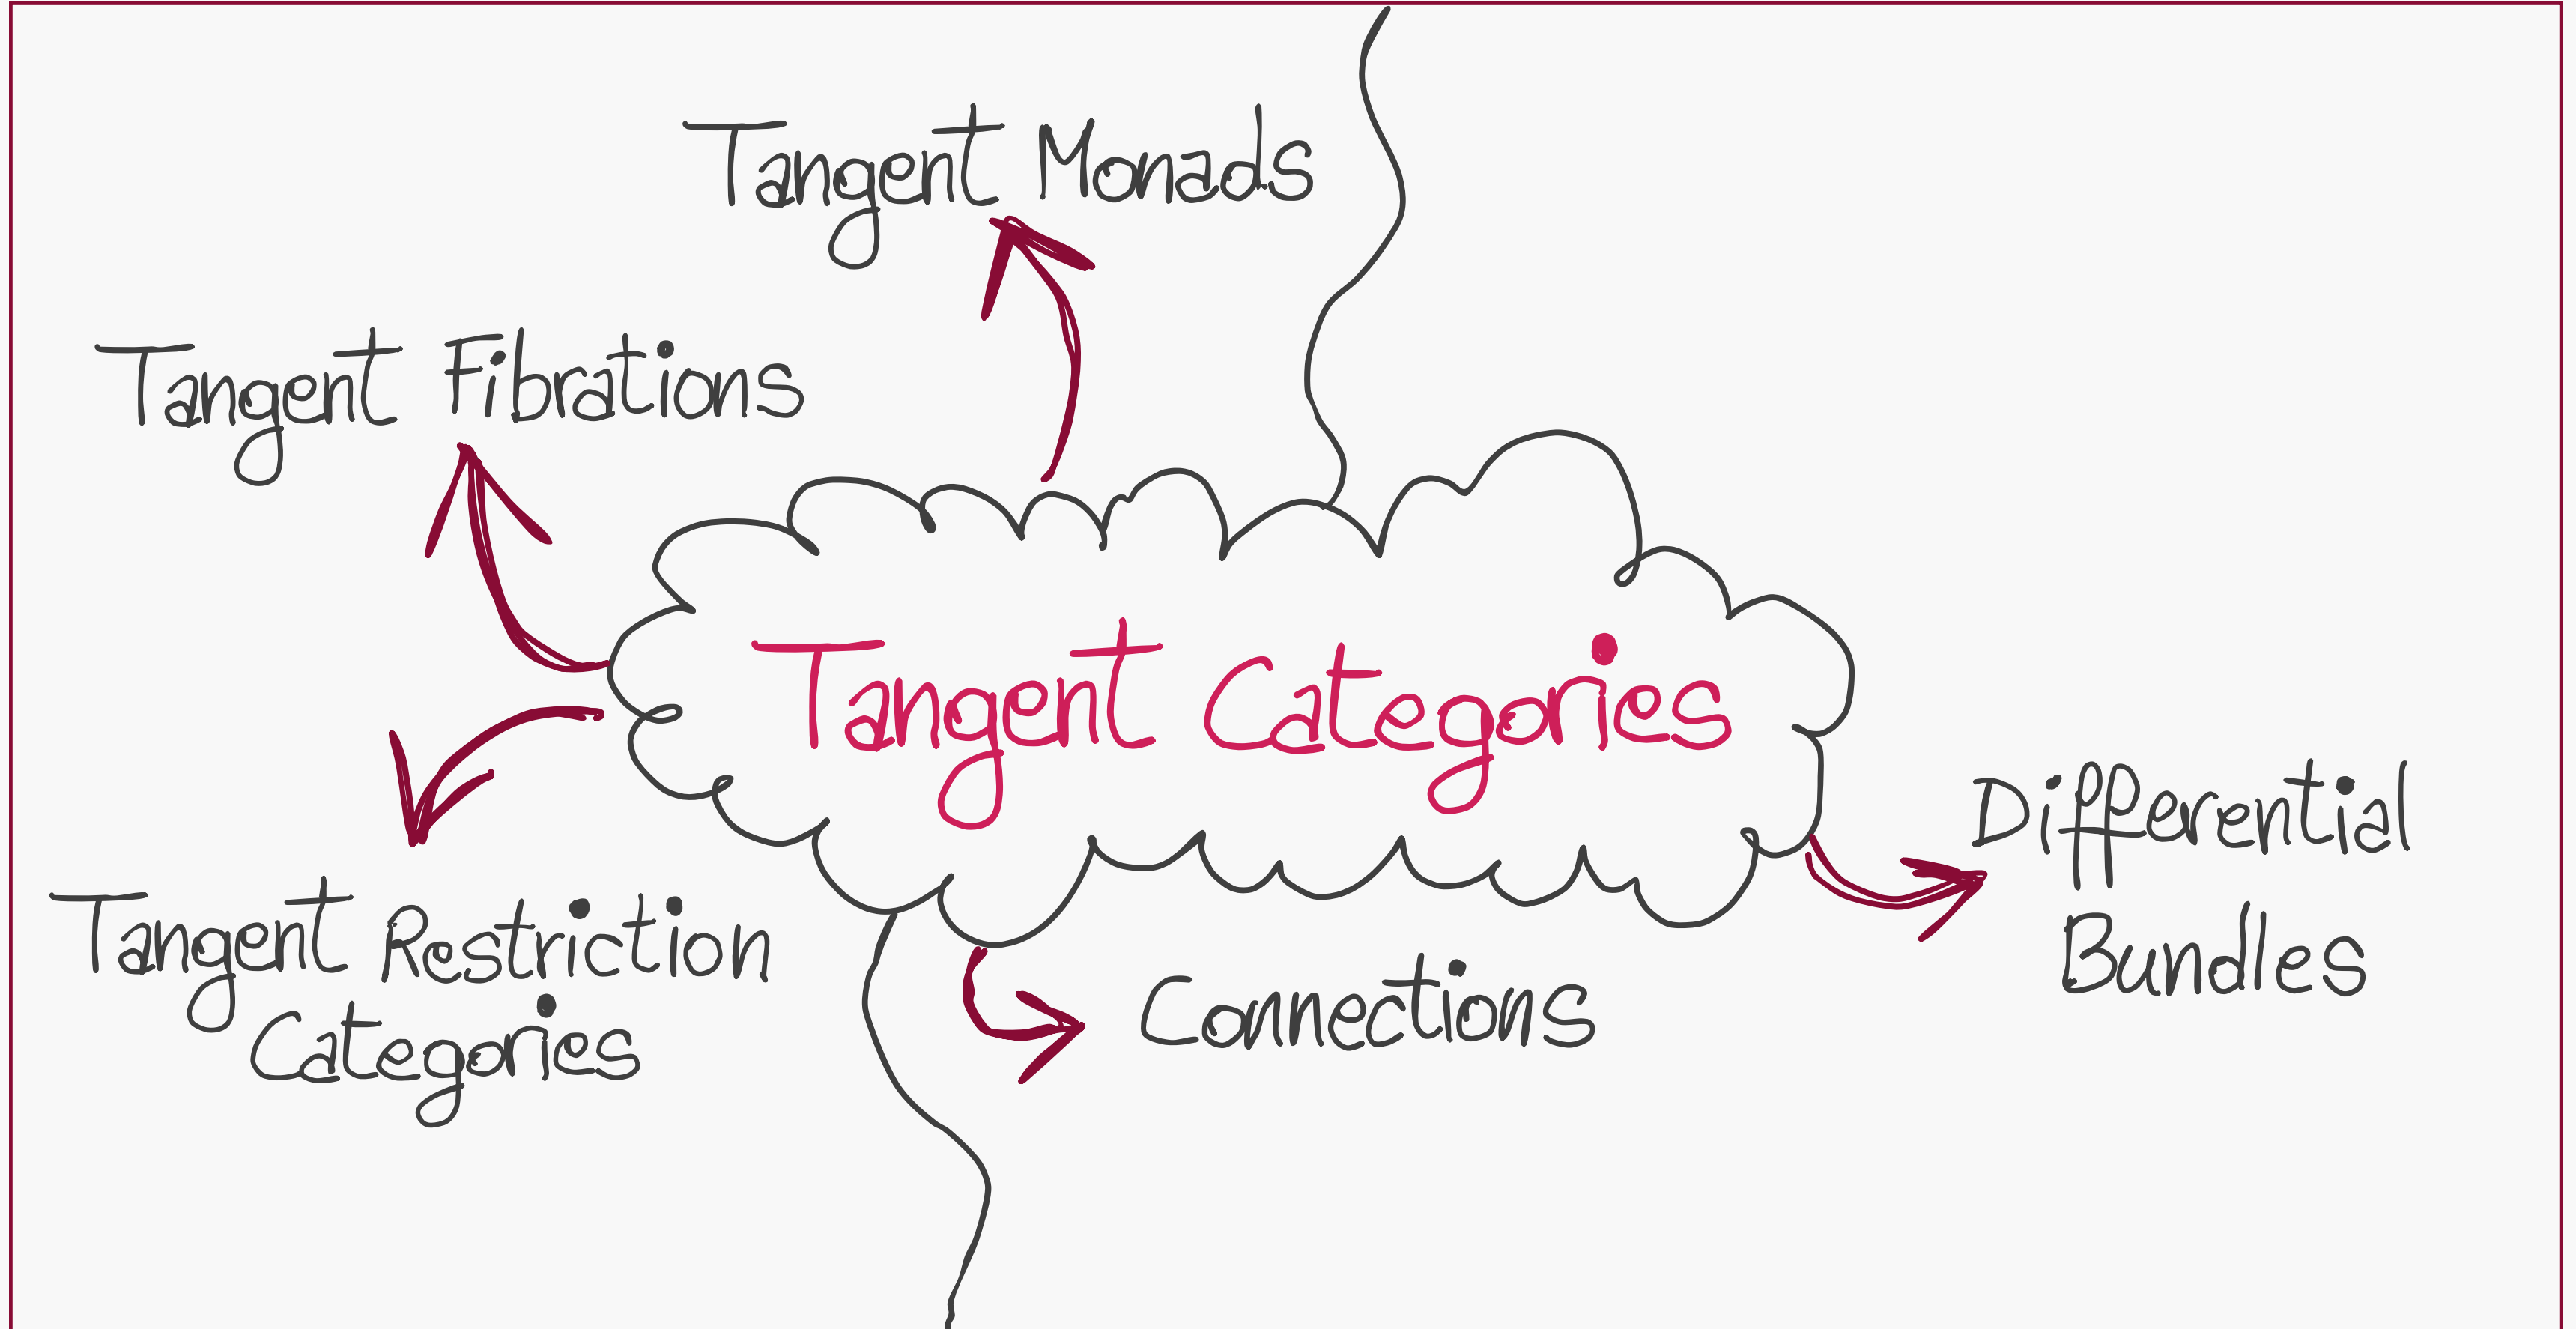 Tangent Monads
Tangent Fibrations
Tangent Categories
Tangent Restriction
Categories
Connections
Differential
Bundles